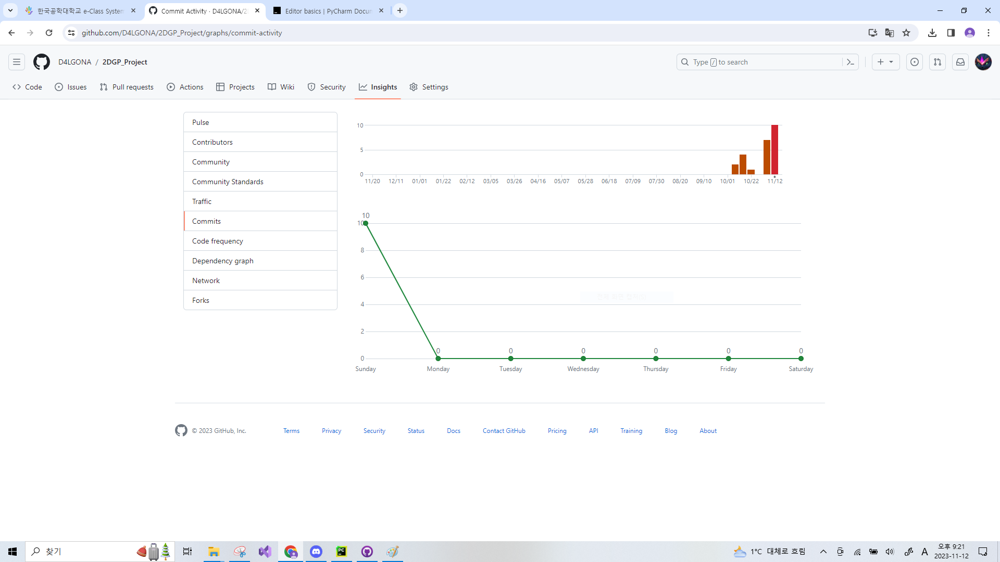 한국공학대학교 e-Class System
Commit Activity · D4LGONA/2
Editor basics | PyCharm Docum
github.com/D4LGONA/2DGP_Project/graphs/commit-activity
D4LGONA / 2DGP_Project
Type / to search
Code
Issues
Pull requests
Actions
Projects
Wiki
Security
Insights
Settings
Pulse
Contributors
Community
Community Standards
Traffic
Commits
Code frequency
Dependency graph
Network
Forks
10
5
0
11/20 12/11 01/01 01/22 02/12 03/05 03/26 04/16 05/07 05/28 06/18 07/09 07/30 08/20 09/10 10/01 10/22 11/12
10
10
8
6
4
2
0
0 0 0 0 0 0
Sunday Monday Tuesday Wednesday Thursday Friday Saturday
© 2023 GitHub, Inc.
Terms
Privacy
Security
Status
Docs
Contact GitHub
Pricing
API
Training
Blog
About
찾기
PC
1°C 대체로 흐림
A
오후 9:21
2023-11-12